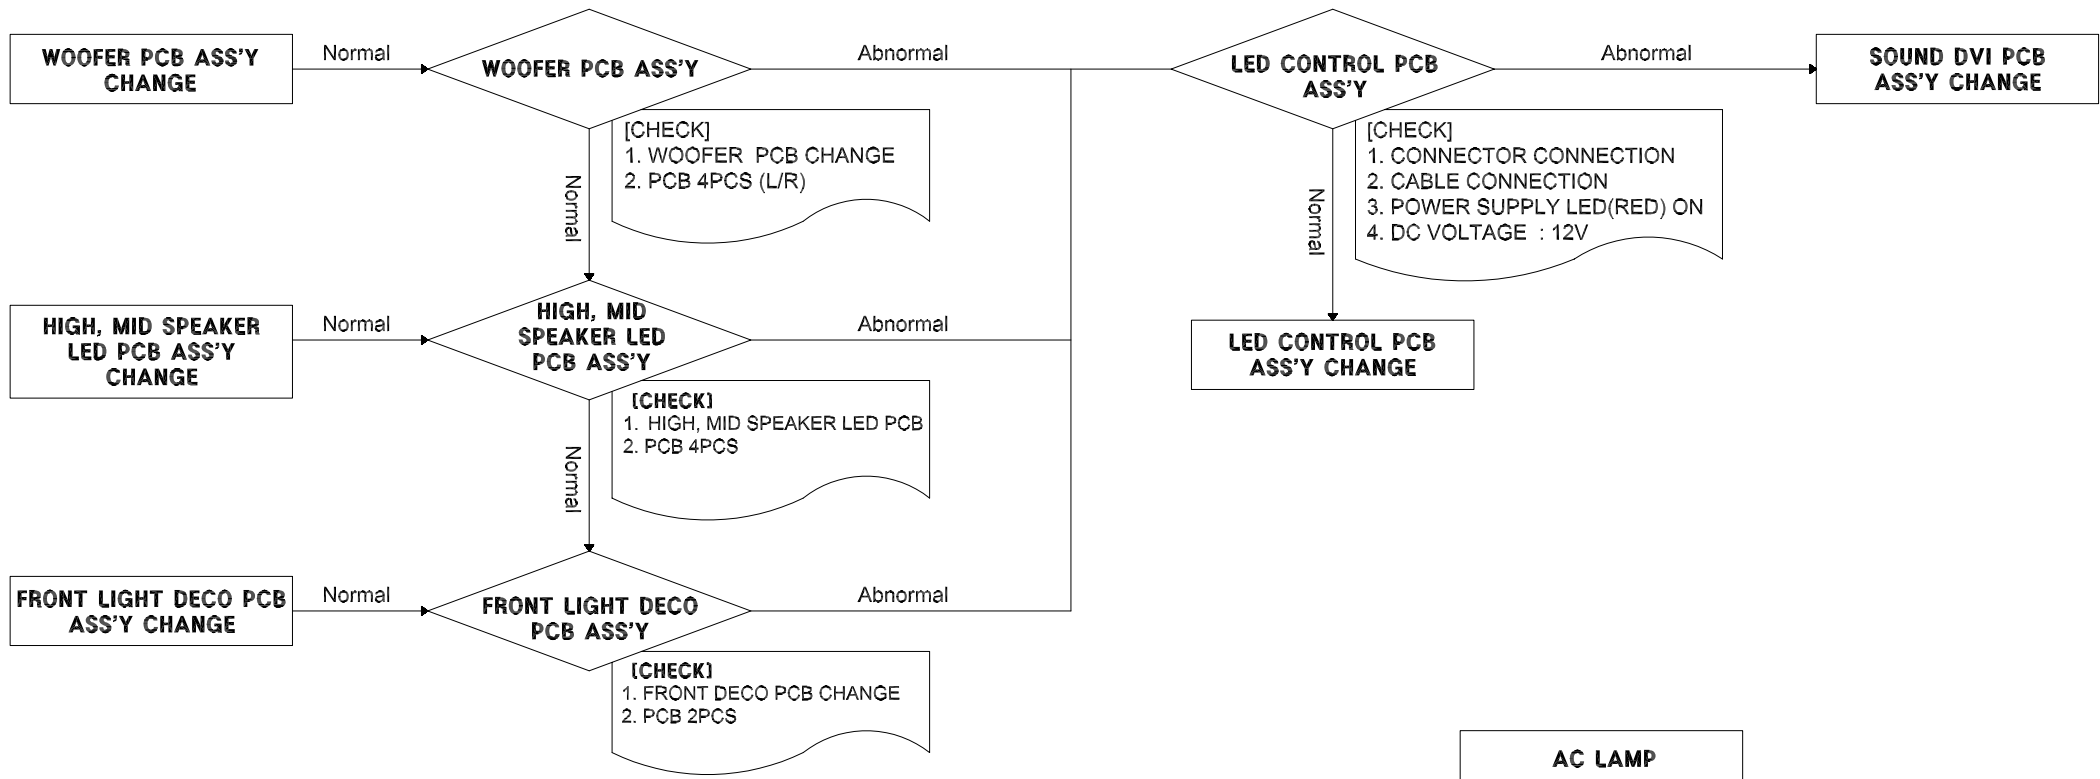 WOOFER PCB ASS'Y
CHANGE
Normal
WOOFER PCB ASS'Y
Abnormal
[CHECK]
1. WOOFER PCB CHANGE
2. PCB 4PCS (L/R)
Normal
LED CONTROL PCB
ASS'Y
Abnormal
SOUND DVI PCB
ASS'Y CHANGE
[CHECK]
1. CONNECTOR CONNECTION
2. CABLE CONNECTION
3. POWER SUPPLY LED(RED) ON
4. DC VOLTAGE : 12V
Normal
LED CONTROL PCB
ASS'Y CHANGE
HIGH, MID SPEAKER
LED PCB ASS'Y
CHANGE
Normal
HIGH, MID
SPEAKER LED
PCB ASS'Y
Abnormal
[CHECK]
1. HIGH, MID SPEAKER LED PCB
2. PCB 4PCS
Normal
FRONT LIGHT DECO PCB
ASS'Y CHANGE
Normal
FRONT LIGHT DECO
PCB ASS'Y
Abnormal
[CHECK]
1. FRONT DECO PCB CHANGE
2. PCB 2PCS
AC LAMP